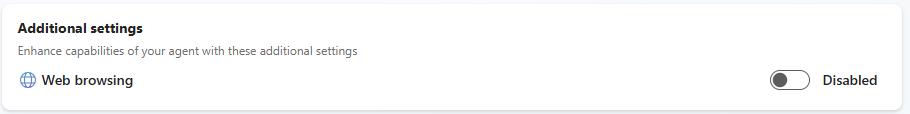 Additional settings
Enhance capabilities of your agent with these additional settings
Web browsing Disabled